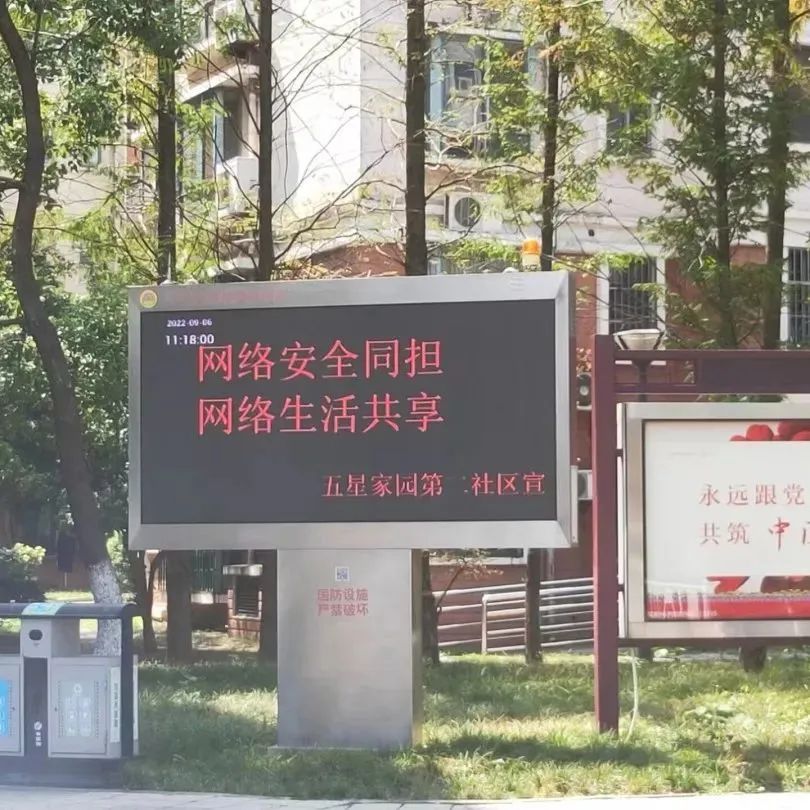 2022-09-06
11:18:00
网络安全同担
网络生活共享
五星家园第二社区宣
国防设施
严禁破坏
永远跟党
共筑 中